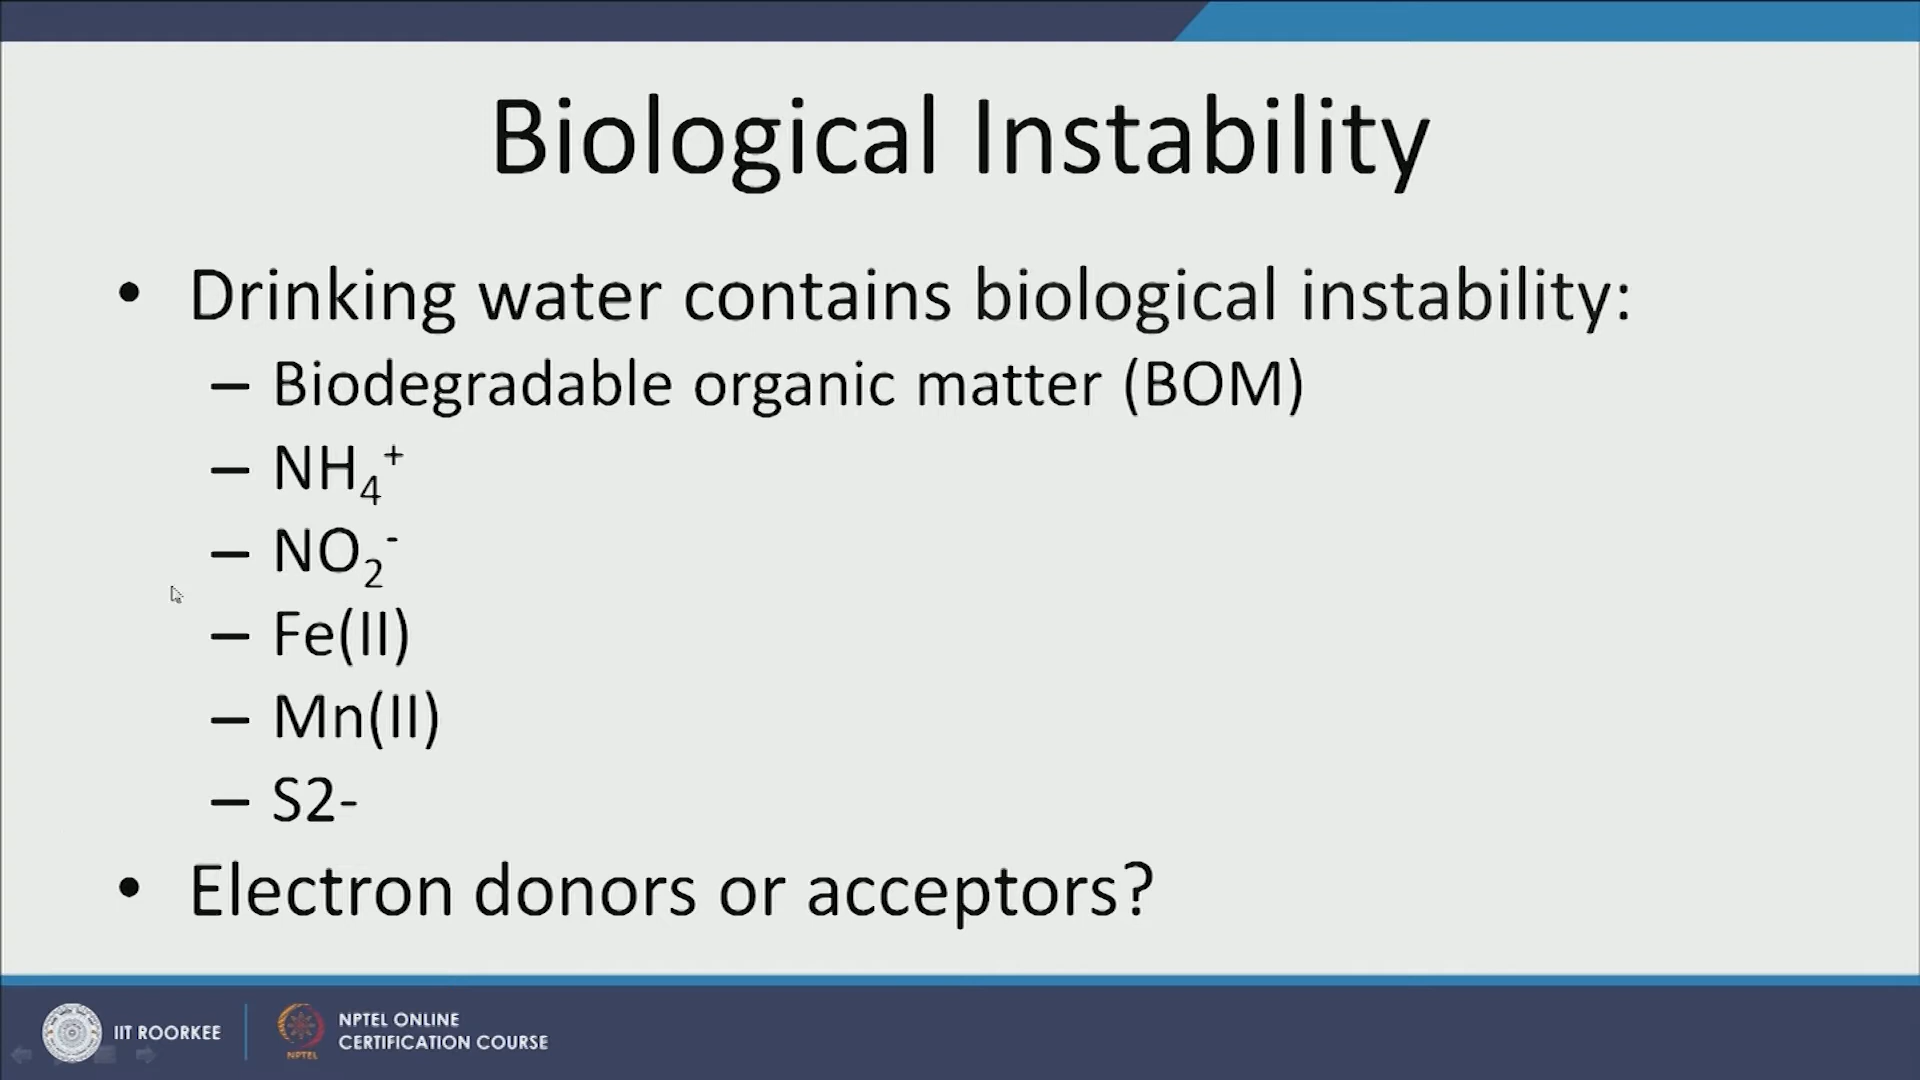 Biological Instability
• Drinking water contains biological instability:
– Biodegradable organic matter (BOM)
– NH₄⁺
– NO₂⁻
– Fe(II)
– Mn(II)
– S2-
• Electron donors or acceptors?
IIT ROORKEE
NPTEL
NPTEL ONLINE
CERTIFICATION COURSE